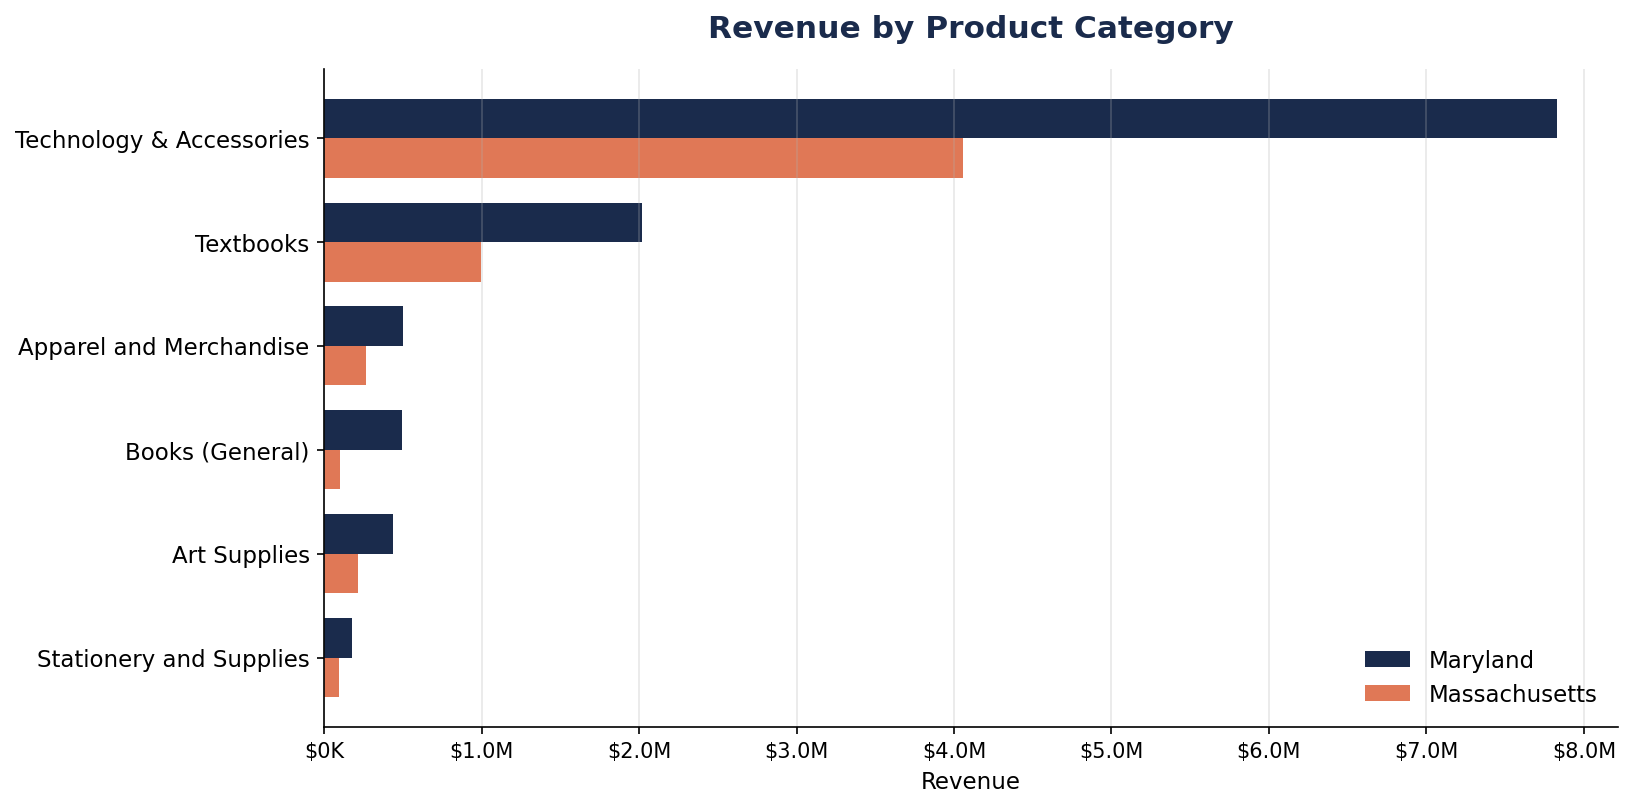 Revenue by Product Category
Technology & Accessories
Textbooks
Apparel and Merchandise
Books (General)
Art Supplies
Stationery and Supplies
Maryland
Massachusetts
$0K $1.0M $2.0M $3.0M $4.0M $5.0M $6.0M $7.0M $8.0M
Revenue